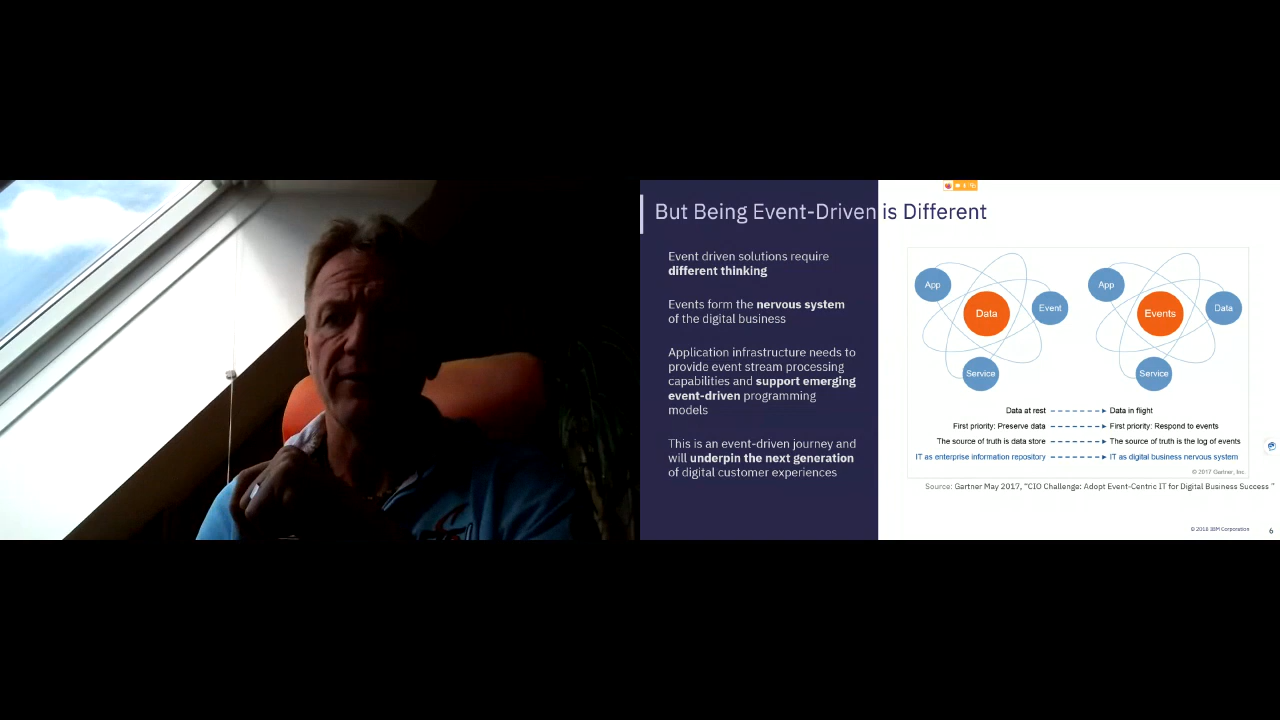 But Being Event-Driven is Different
Event driven solutions require
different thinking
Events form the nervous system
of the digital business
Application infrastructure needs to
provide event stream processing
capabilities and support emerging
event-driven programming
models
This is an event-driven journey and
will underpin the next generation
of digital customer experiences
App
Data
Event
Service
App
Events
Data
Service
Data at rest
Data in flight
First priority: Preserve data
First priority: Respond to events
The source of truth is data store
The source of truth is the log of events
IT as enterprise information repository
IT as digital business nervous system
© 2017 Gartner, Inc.
Source: Gartner May 2017, “CIO Challenge: Adopt Event-Centric IT for Digital Business Success ”
© 2018 IBM Corporation
6